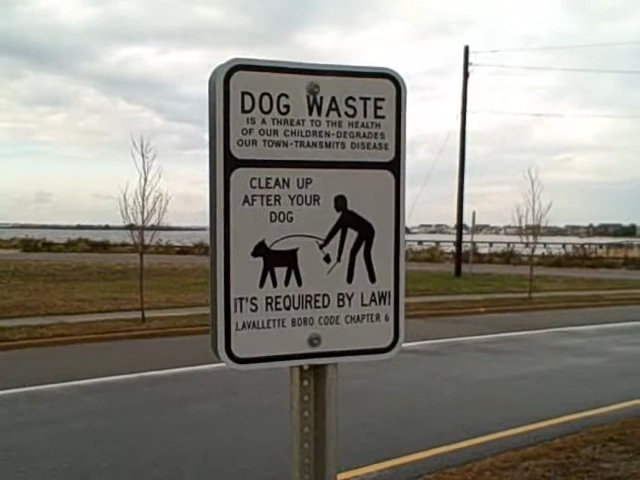 DOG WASTE
IS A THREAT TO THE HEALTH
OF OUR CHILDREN-DEGRADES
OUR TOWN-TRANSMITS DISEASE
CLEAN UP
AFTER YOUR
DOG
IT'S REQUIRED BY LAW!
LAVALLETTE BORO CODE CHAPTER 6